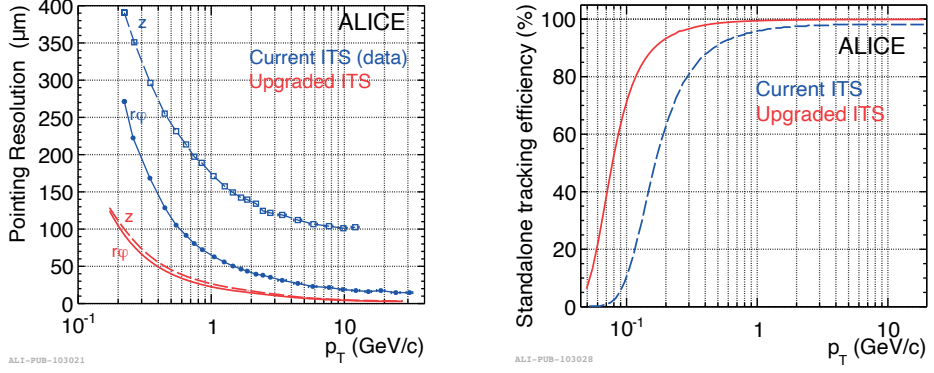 Pointing Resolution (μm)
400
350
300
250
200
150
100
50
0
z
rφ
z
rφ
ALICE
Current ITS (data)
Upgraded ITS
10⁻¹
1
10
p_T (GeV/c)
ALI-PUB-103021
Standalone tracking efficiency (%)
100
80
60
40
20
0
ALICE
Current ITS
Upgraded ITS
10⁻¹
1
10
p_T (GeV/c)
ALI-PUB-103028